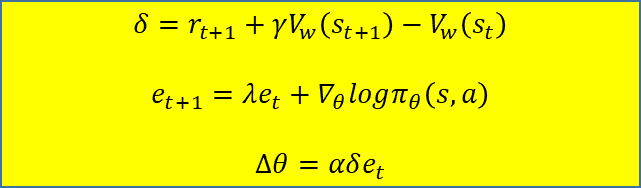 δ = r_{t+1} + γV_w(s_{t+1}) − V_w(s_t)
e_{t+1} = λe_t + ∇_θ logπ_θ(s, a)
Δθ = αδe_t